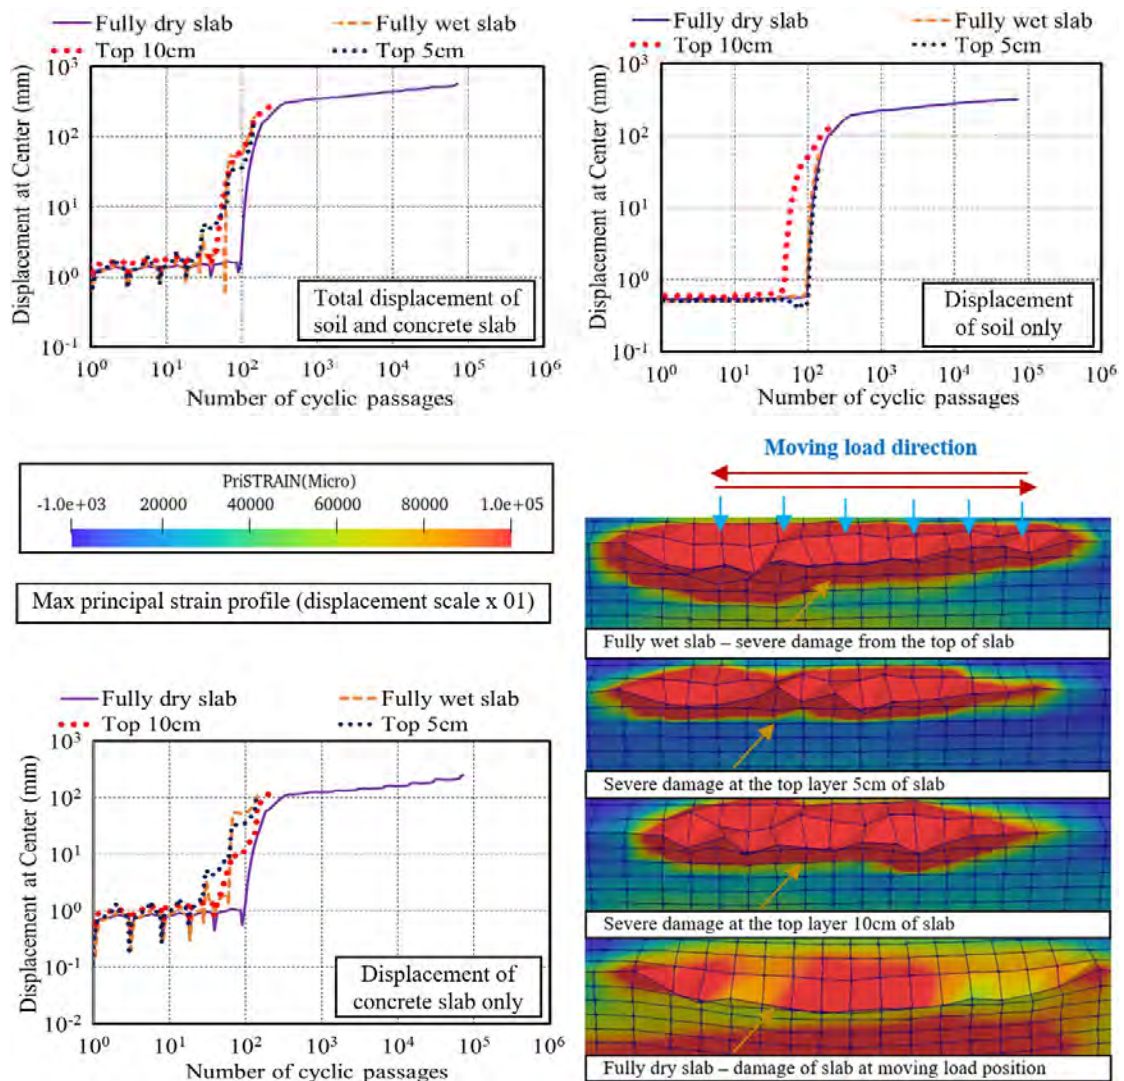 Fully dry slab
Fully wet slab
Top 10cm
Top 5cm
Displacement at Center (mm)
10³
10²
10¹
10⁰
10⁻¹
Total displacement of
soil and concrete slab
10⁰ 10¹ 10² 10³ 10⁴ 10⁵ 10⁶
Number of cyclic passages
Fully dry slab
Fully wet slab
Top 10cm
Top 5cm
Displacement at Center (mm)
10³
10²
10¹
10⁰
10⁻¹
Displacement
of soil only
10⁰ 10¹ 10² 10³ 10⁴ 10⁵ 10⁶
Number of cyclic passages
PriSTRAIN(Micro)
-1.0e+03 20000 40000 60000 80000 1.0e+05
Max principal strain profile (displacement scale x 01)
Fully dry slab
Fully wet slab
Top 10cm
Top 5cm
Displacement at Center (mm)
10³
10²
10¹
10⁰
10⁻¹
10⁻²
Displacement of
concrete slab only
10⁰ 10¹ 10² 10³ 10⁴ 10⁵ 10⁶
Number of cyclic passages
Moving load direction
Fully wet slab – severe damage from the top of slab
Severe damage at the top layer 5cm of slab
Severe damage at the top layer 10cm of slab
Fully dry slab – damage of slab at moving load position